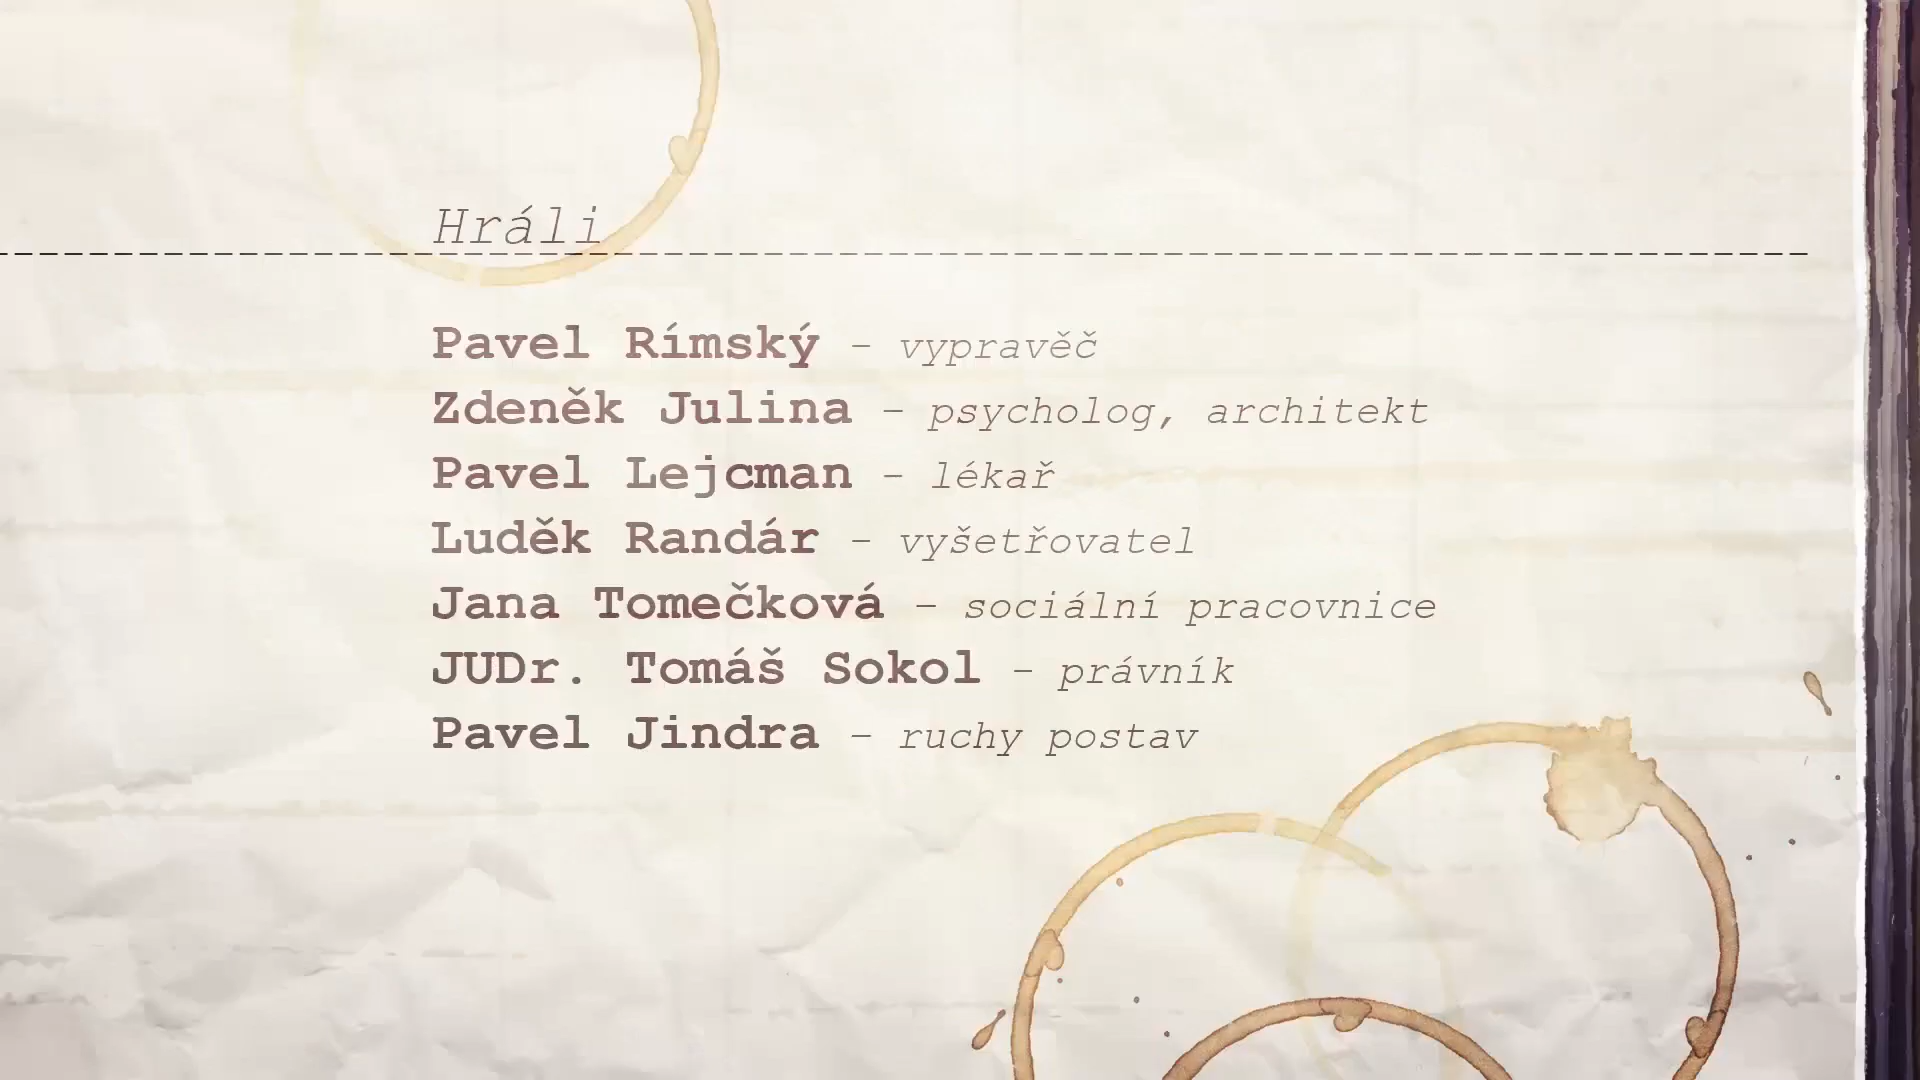 Hráli
Pavel Rímský - vypravěč
Zdeněk Julina - psycholog, architekt
Pavel Lejcman - lékař
Luděk Randár - vyšetřovatel
Jana Tomečková - sociální pracovnice
JUDr. Tomáš Sokol - právník
Pavel Jindra - ruchy postav